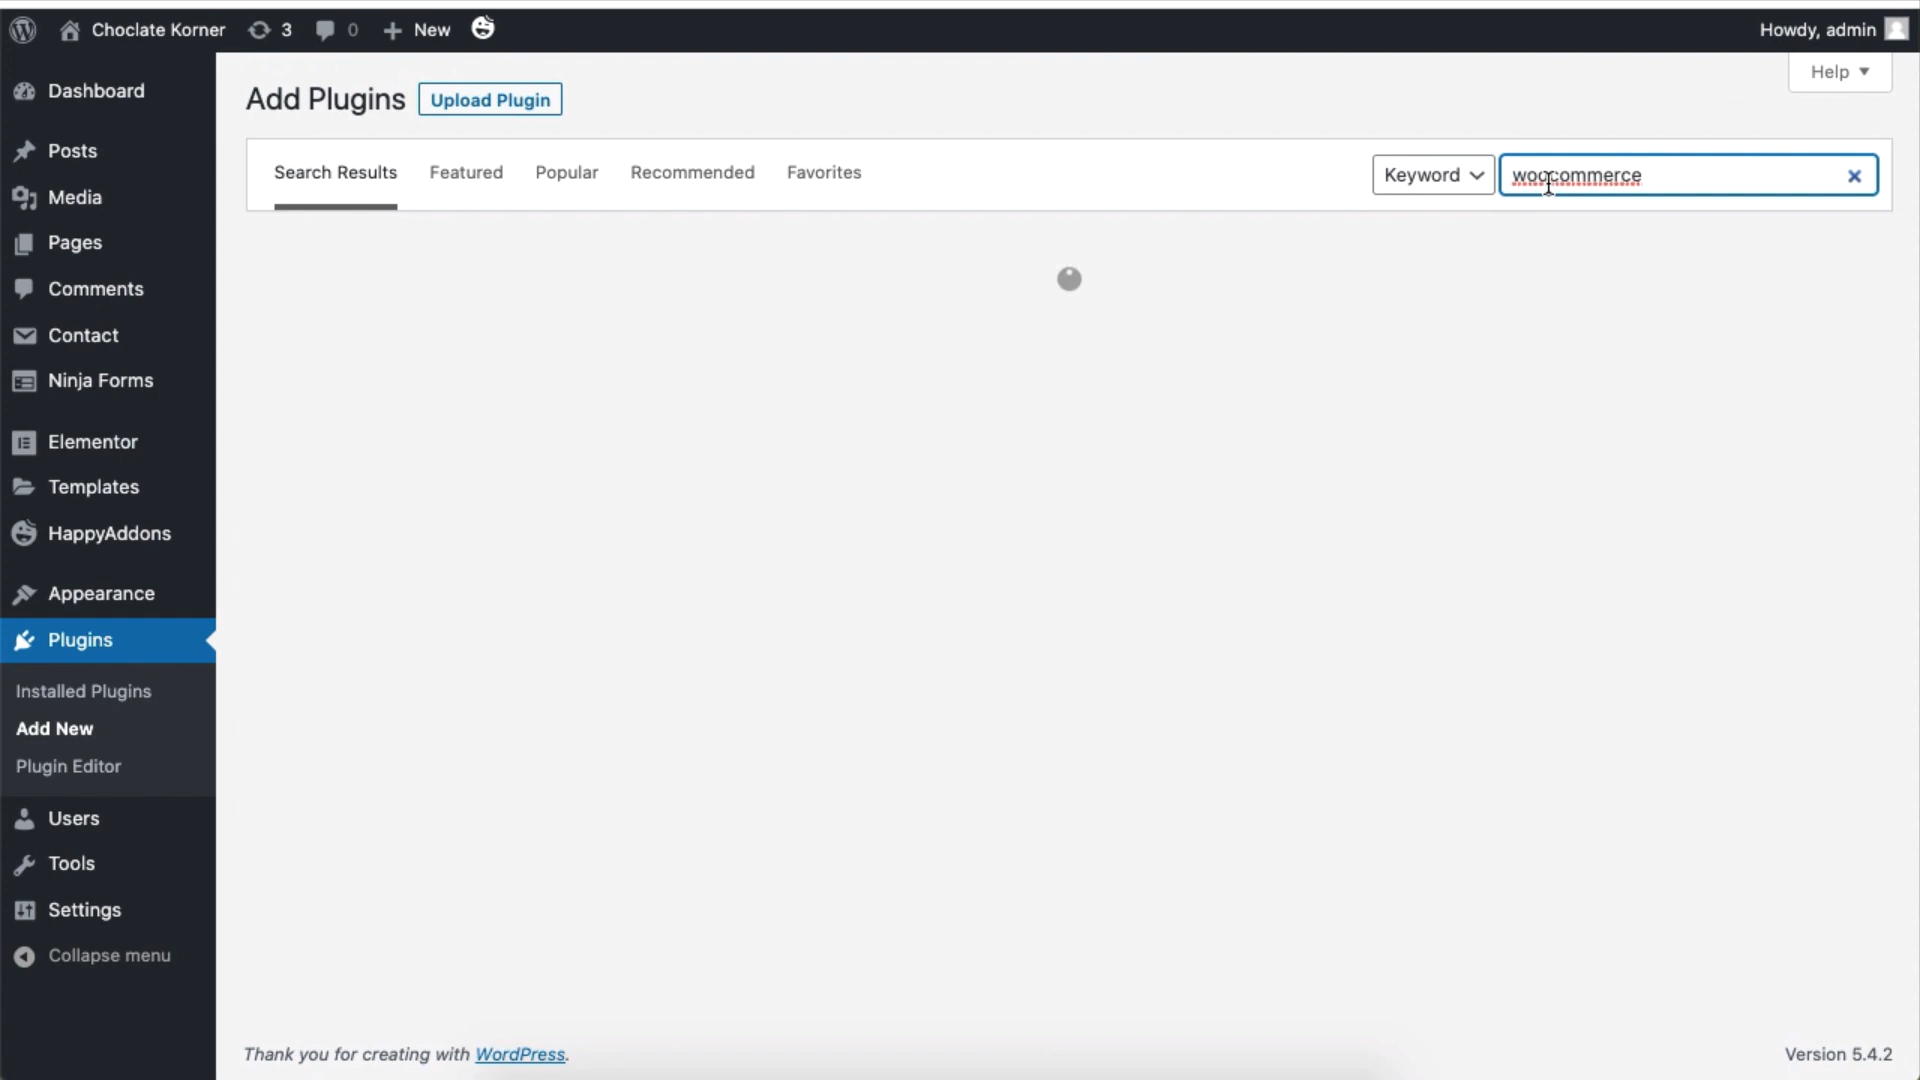 Choclate Korner 3 0 New Howdy, admin
Help
Dashboard
Posts
Media
Pages
Comments
Contact
Ninja Forms
Elementor
Templates
HappyAddons
Appearance
Plugins
Installed Plugins
Add New
Plugin Editor
Users
Tools
Settings
Collapse menu
Add Plugins Upload Plugin
Search Results Featured Popular Recommended Favorites Keyword woocommerce
Thank you for creating with WordPress. Version 5.4.2